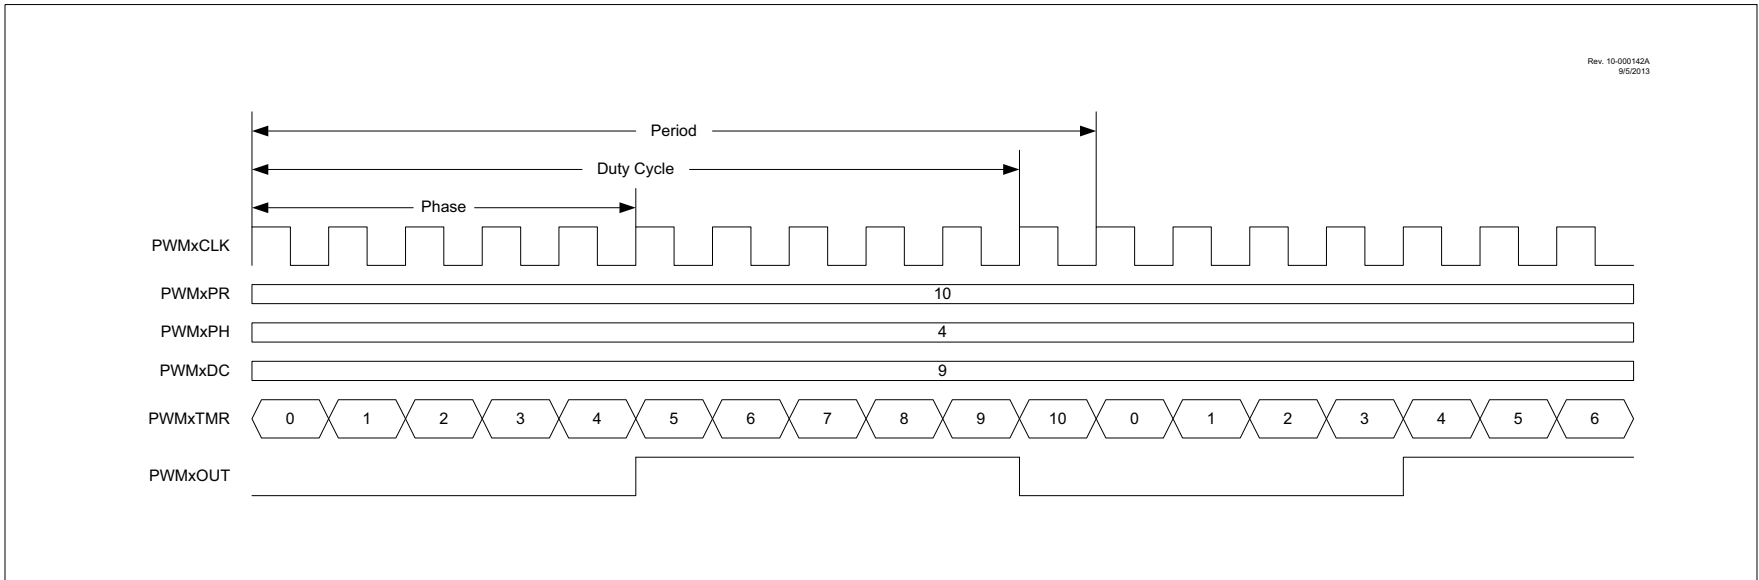 Rev. 10-000142A
9/5/2013
Period
Duty Cycle
Phase
PWMxCLK
PWMxPR
10
PWMxPH
4
PWMxDC
9
PWMxTMR
0 1 2 3 4 5 6 7 8 9 10 0 1 2 3 4 5 6
PWMxOUT